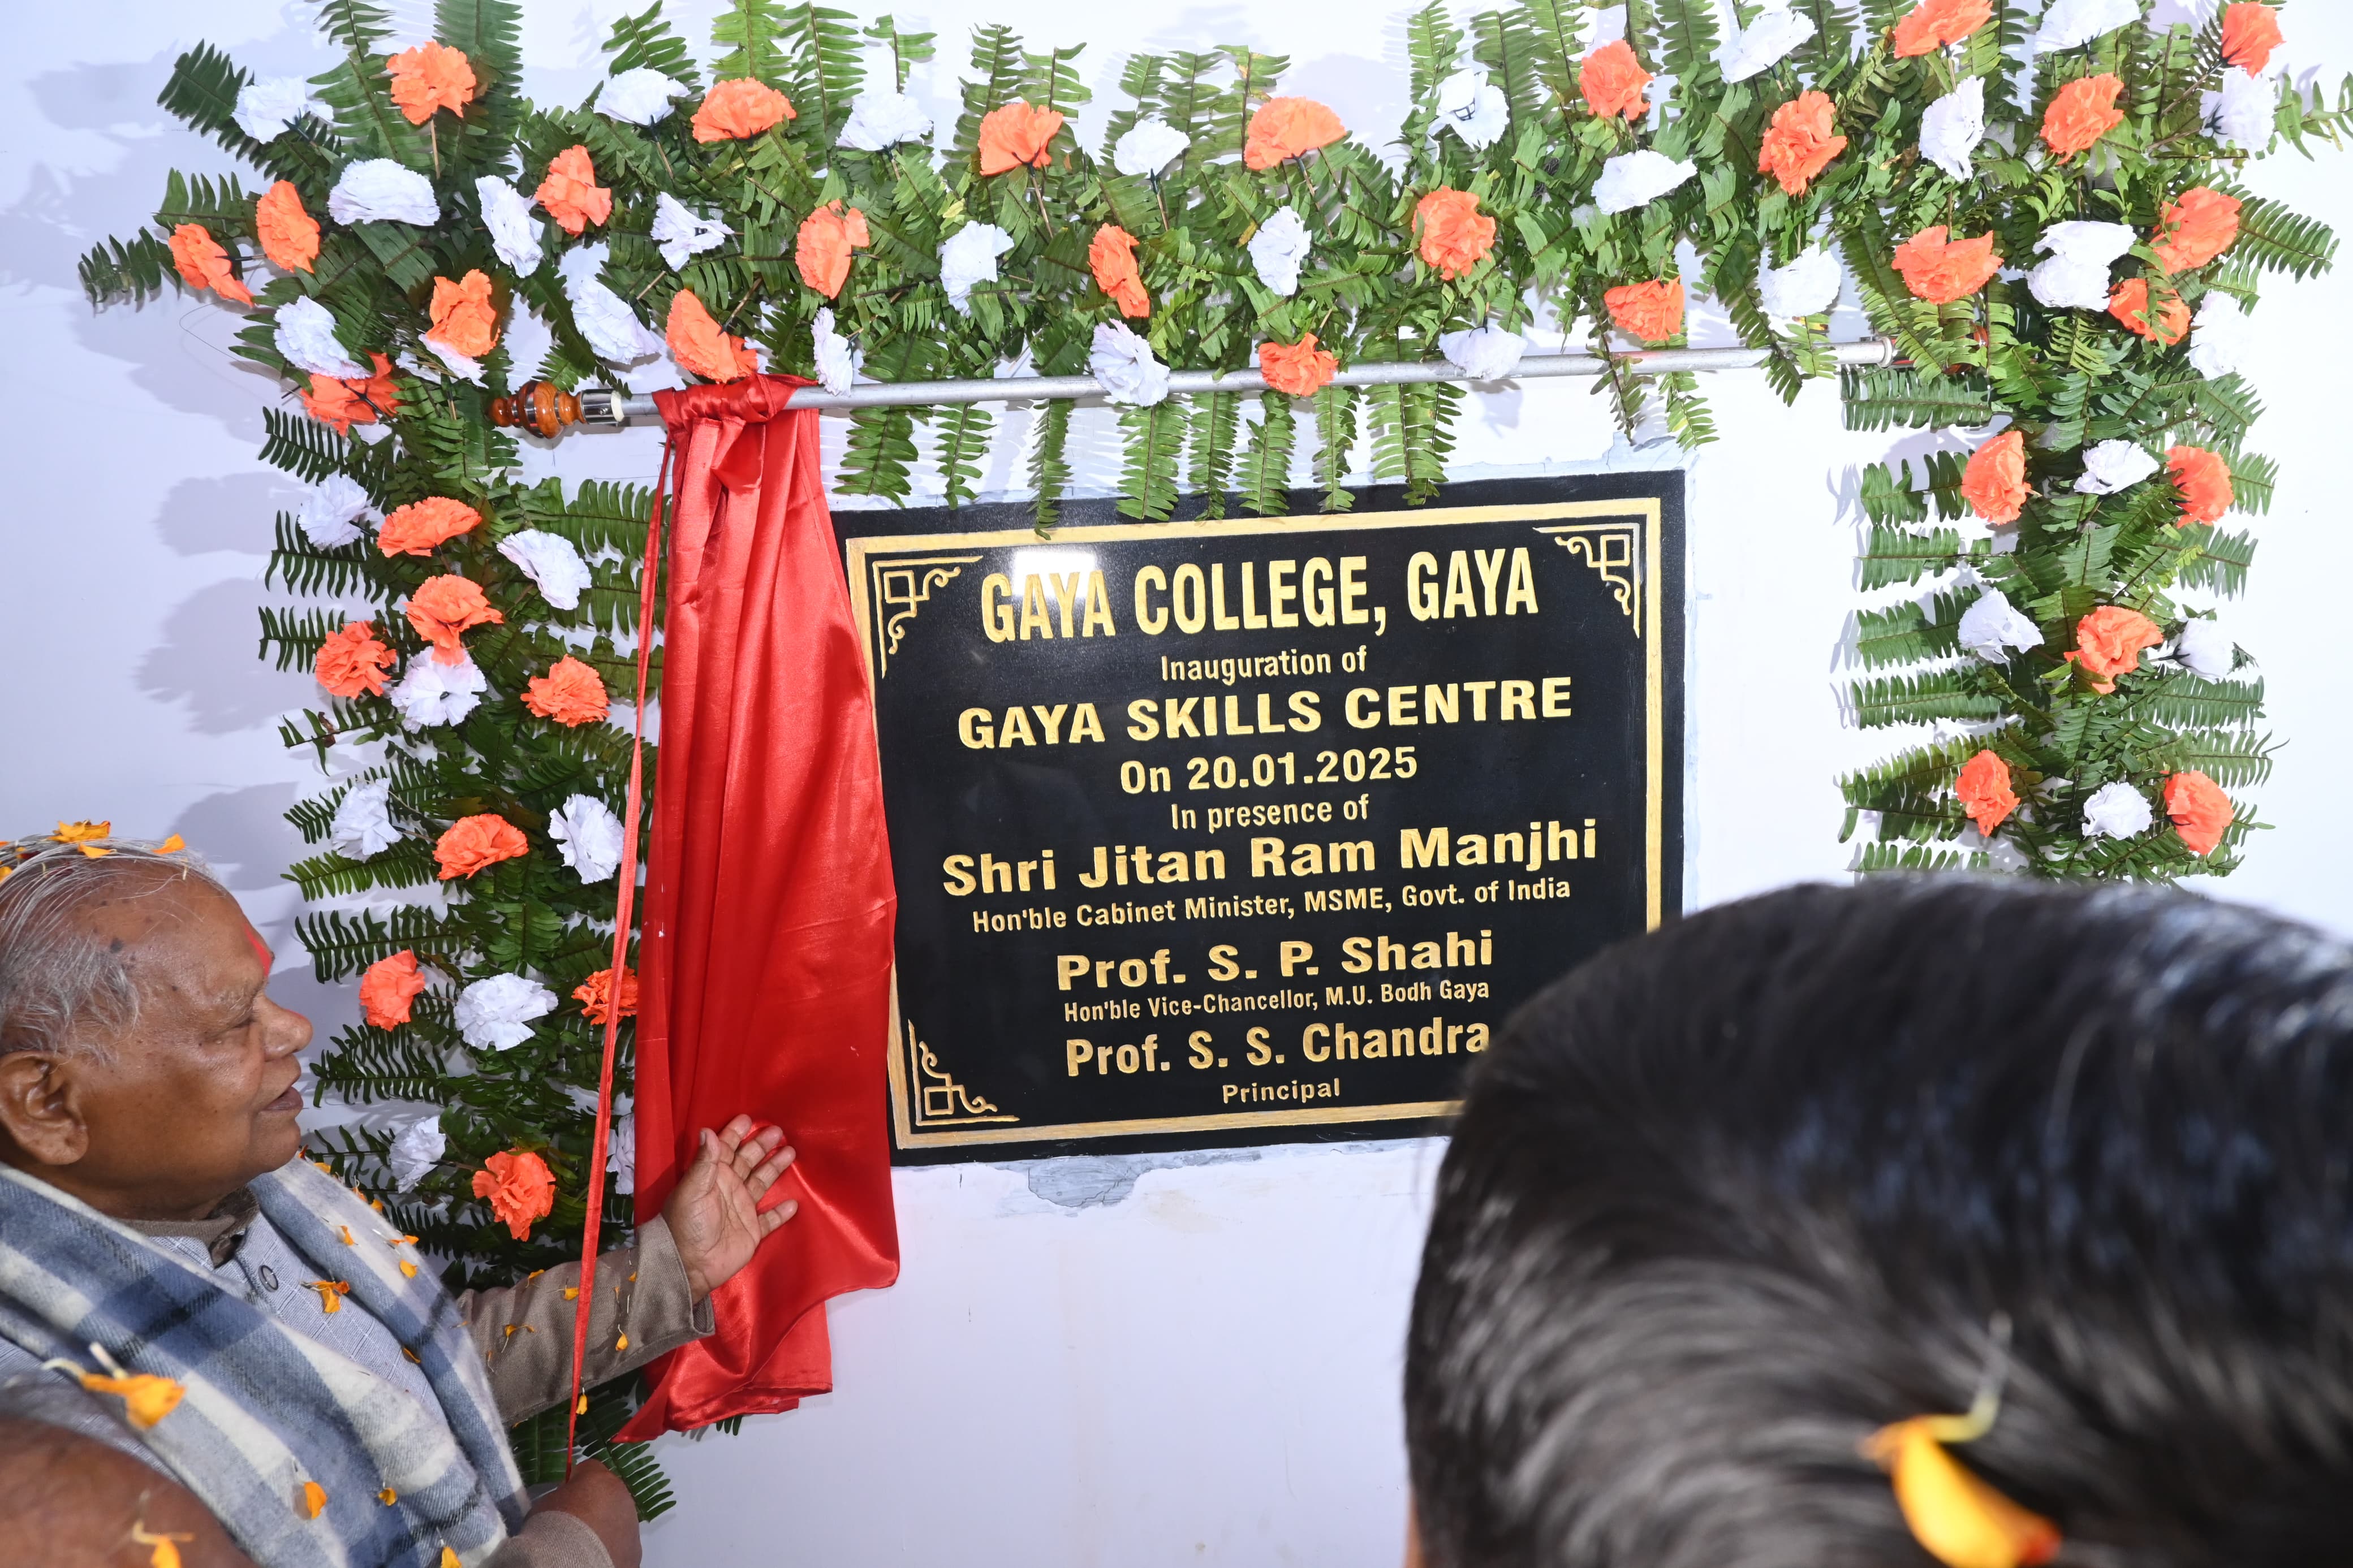 GAYA COLLEGE, GAYA
Inauguration of
GAYA SKILLS CENTRE
On 20.01.2025
In presence of
Shri Jitan Ram Manjhi
Hon'ble Cabinet Minister, MSME, Govt. of India
Prof. S. P. Shahi
Hon'ble Vice-Chancellor, M.U. Bodh Gaya
Prof. S. S. Chandra
Principal